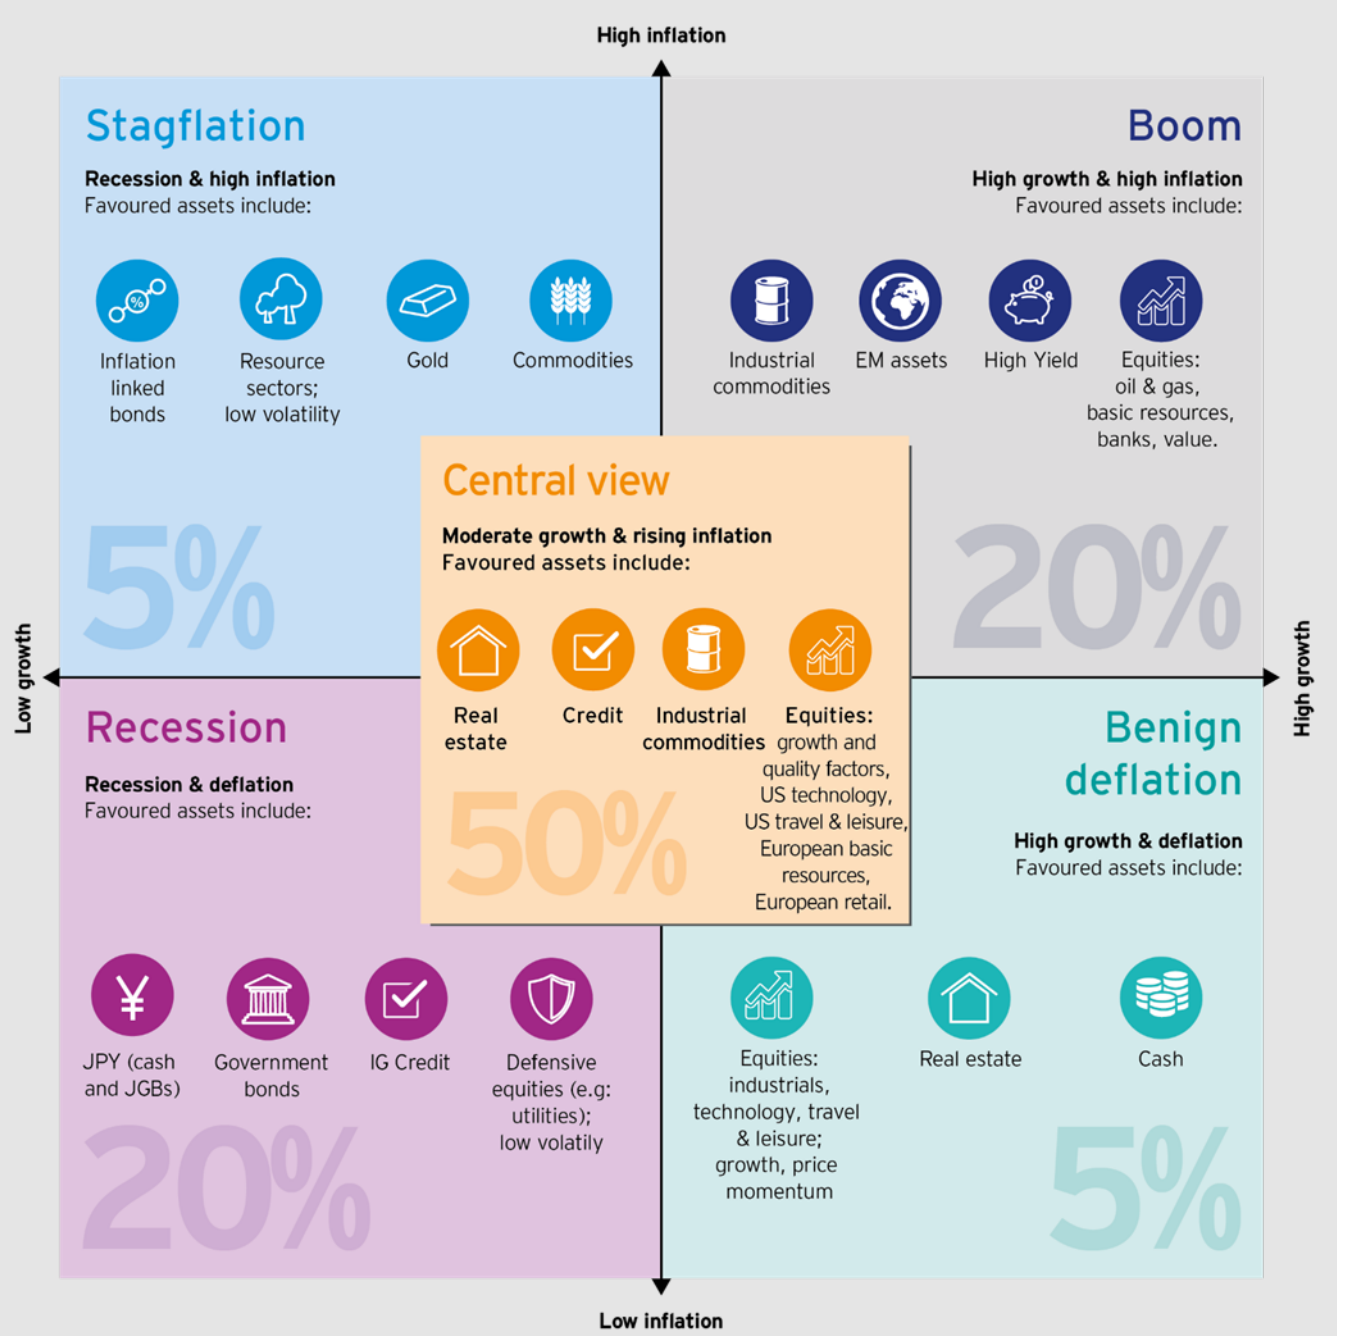 High inflation
Stagflation
Recession & high inflation
Favoured assets include:
%
Inflation
linked
bonds
Resource
sectors;
low volatility
Gold
Commodities
5%
Boom
High growth & high inflation
Favoured assets include:
Industrial
commodities
EM assets
High Yield
Equities:
oil & gas,
basic resources,
banks, value.
20%
Central view
Moderate growth & rising inflation
Favoured assets include:
Real
estate
Credit
Industrial
commodities
Equities:
growth and
quality factors,
US technology,
US travel & leisure,
European basic
resources,
European retail.
50%
Low growth
High growth
Recession
Recession & deflation
Favoured assets include:
¥
JPY (cash
and JGBs)
Government
bonds
IG Credit
Defensive
equities (e.g:
utilities);
low volatily
20%
Benign
deflation
High growth & deflation
Favoured assets include:
Equities:
industrials,
technology, travel
& leisure;
growth, price
momentum
Real estate
Cash
5%
Low inflation